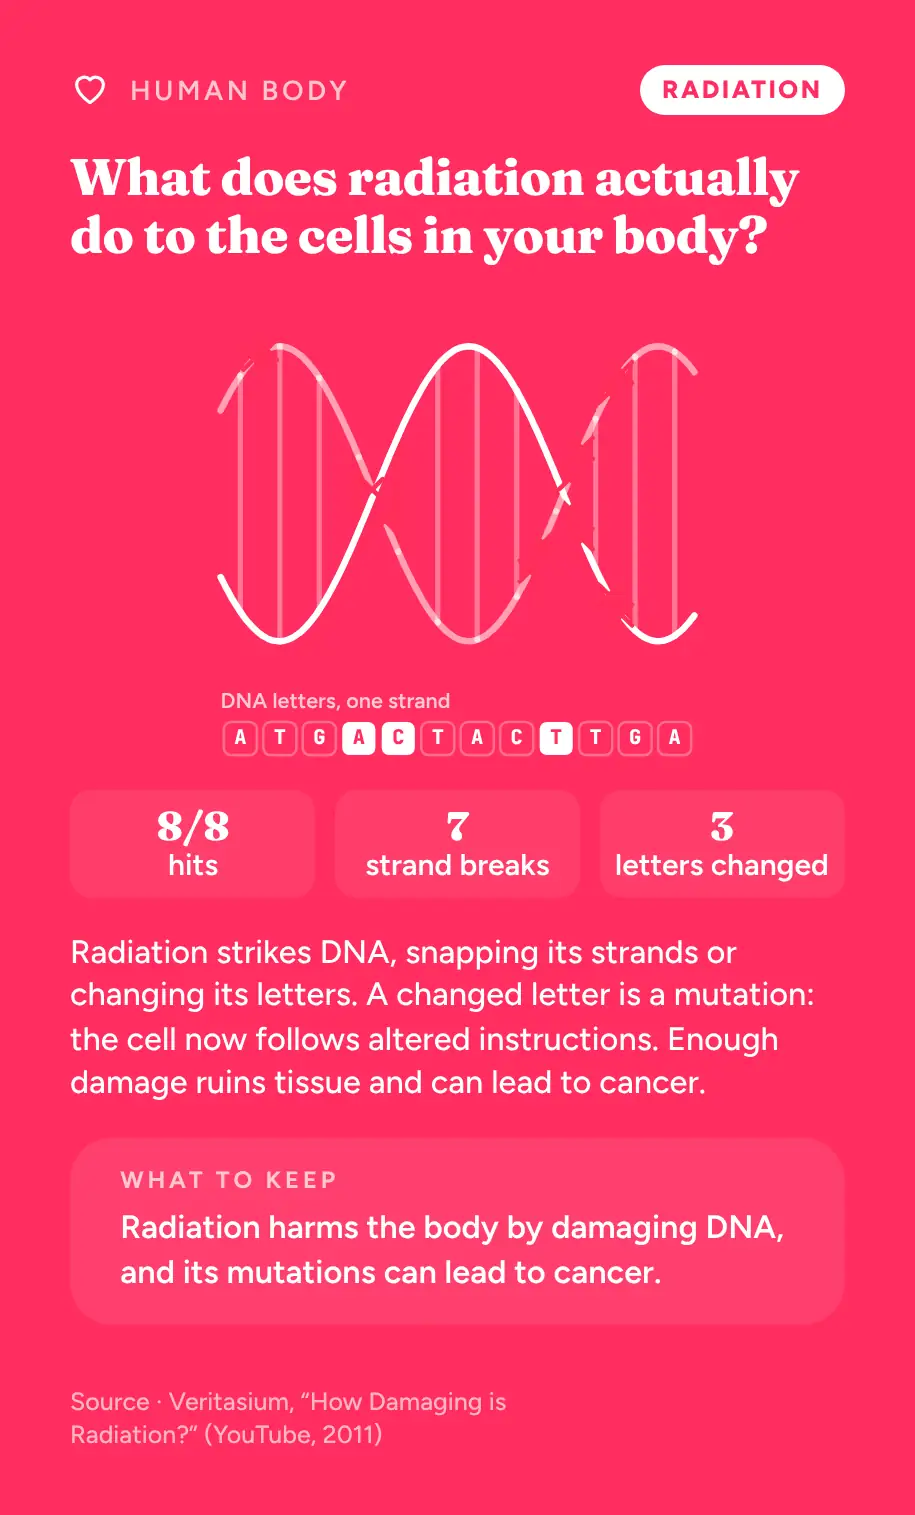 HUMAN BODY
RADIATION
What does radiation actually
do to the cells in your body?
DNA letters, one strand
A T G A C T A C T T G A
8/8
hits
7
strand breaks
3
letters changed
Radiation strikes DNA, snapping its strands or
changing its letters. A changed letter is a mutation:
the cell now follows altered instructions. Enough
damage ruins tissue and can lead to cancer.
WHAT TO KEEP
Radiation harms the body by damaging DNA,
and its mutations can lead to cancer.
Source · Veritasium, “How Damaging is
Radiation?” (YouTube, 2011)